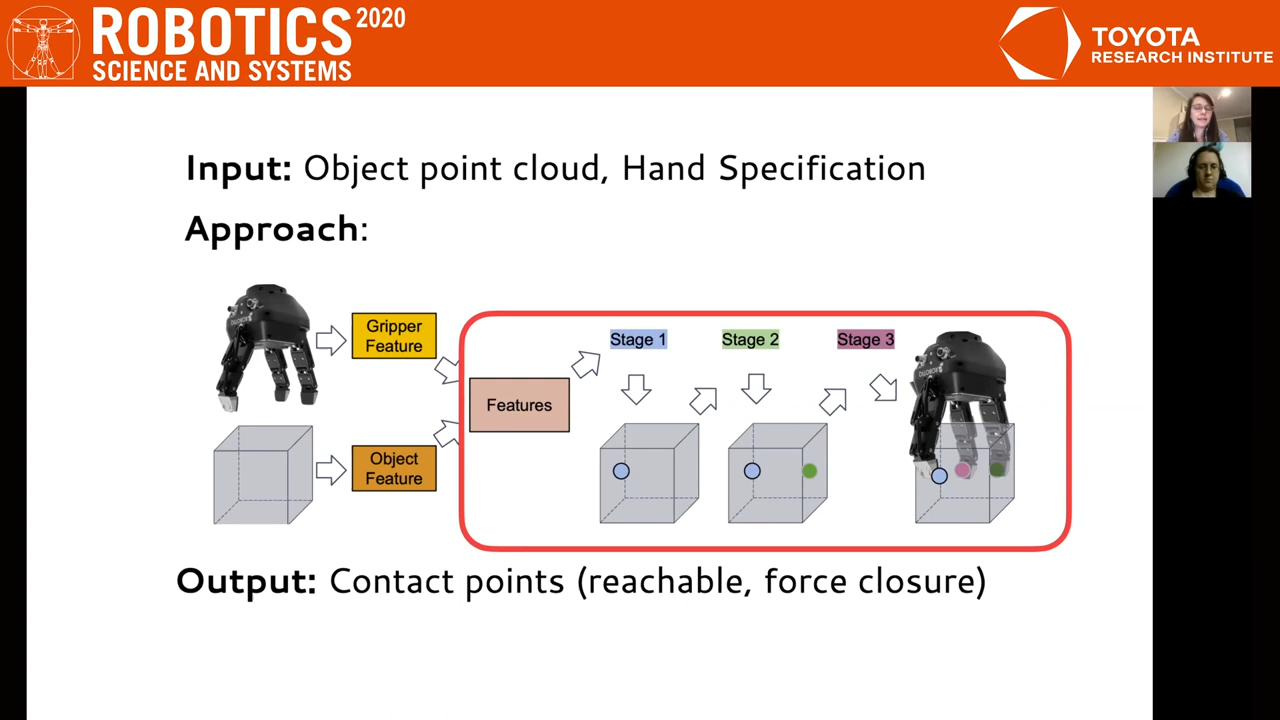 ROBOTICS 2020
SCIENCE AND SYSTEMS
TOYOTA
RESEARCH INSTITUTE
Input: Object point cloud, Hand Specification
Approach:
Gripper
Feature
Object
Feature
Features
Stage 1
Stage 2
Stage 3
Output: Contact points (reachable, force closure)